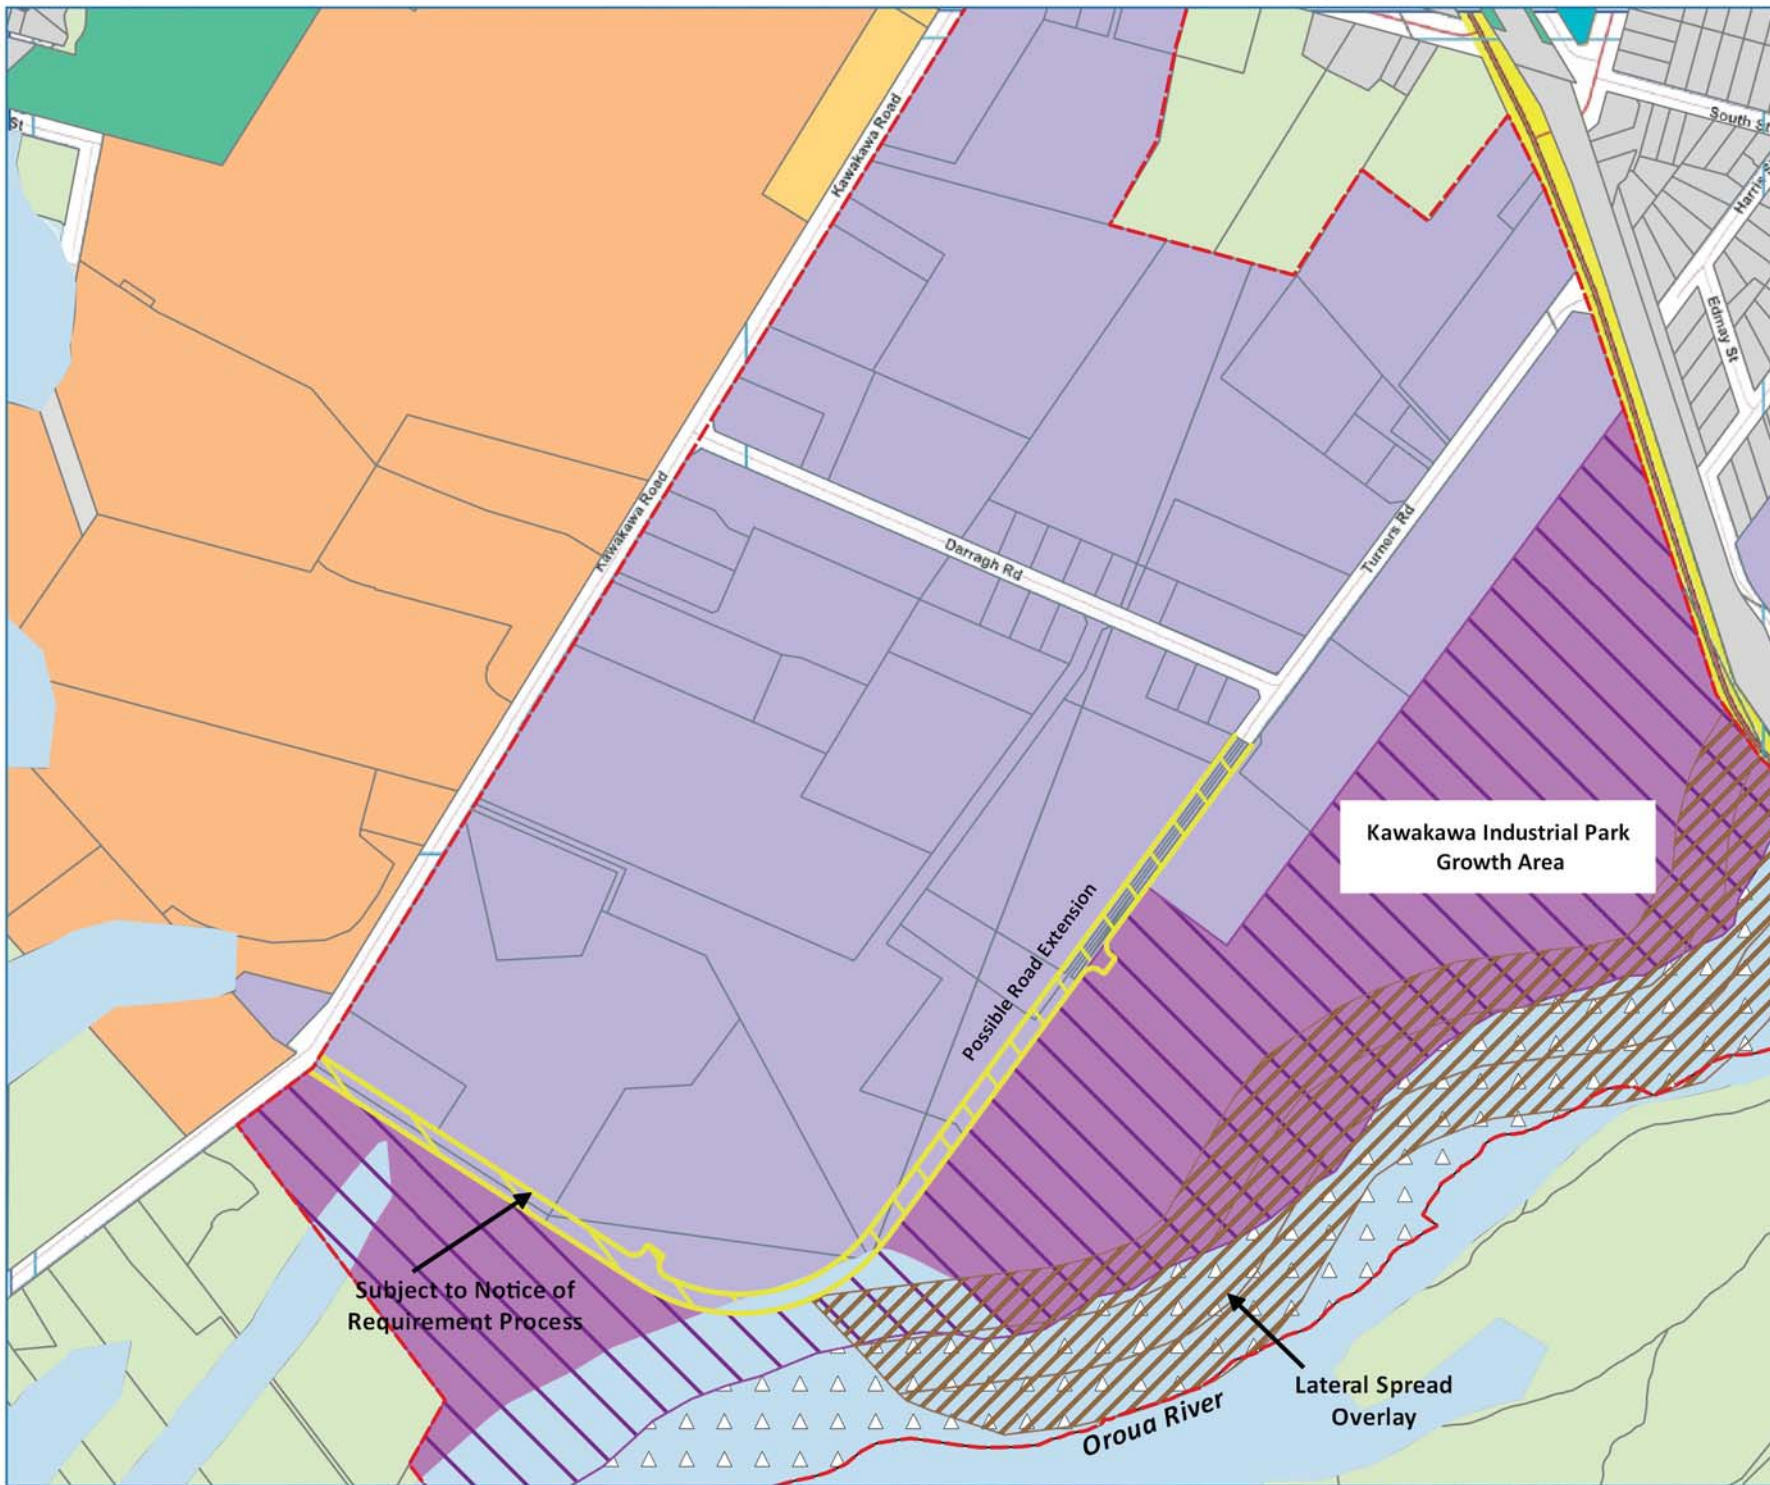 St
Kawakawa Road
South St
Harris
Edmay St
Kawakawa Road
Darragh Rd
Turners Rd
Kawakawa Industrial Park
Growth Area
Possible Road Extension
Subject to Notice of
Requirement Process
Lateral Spread
Overlay
Oroua River